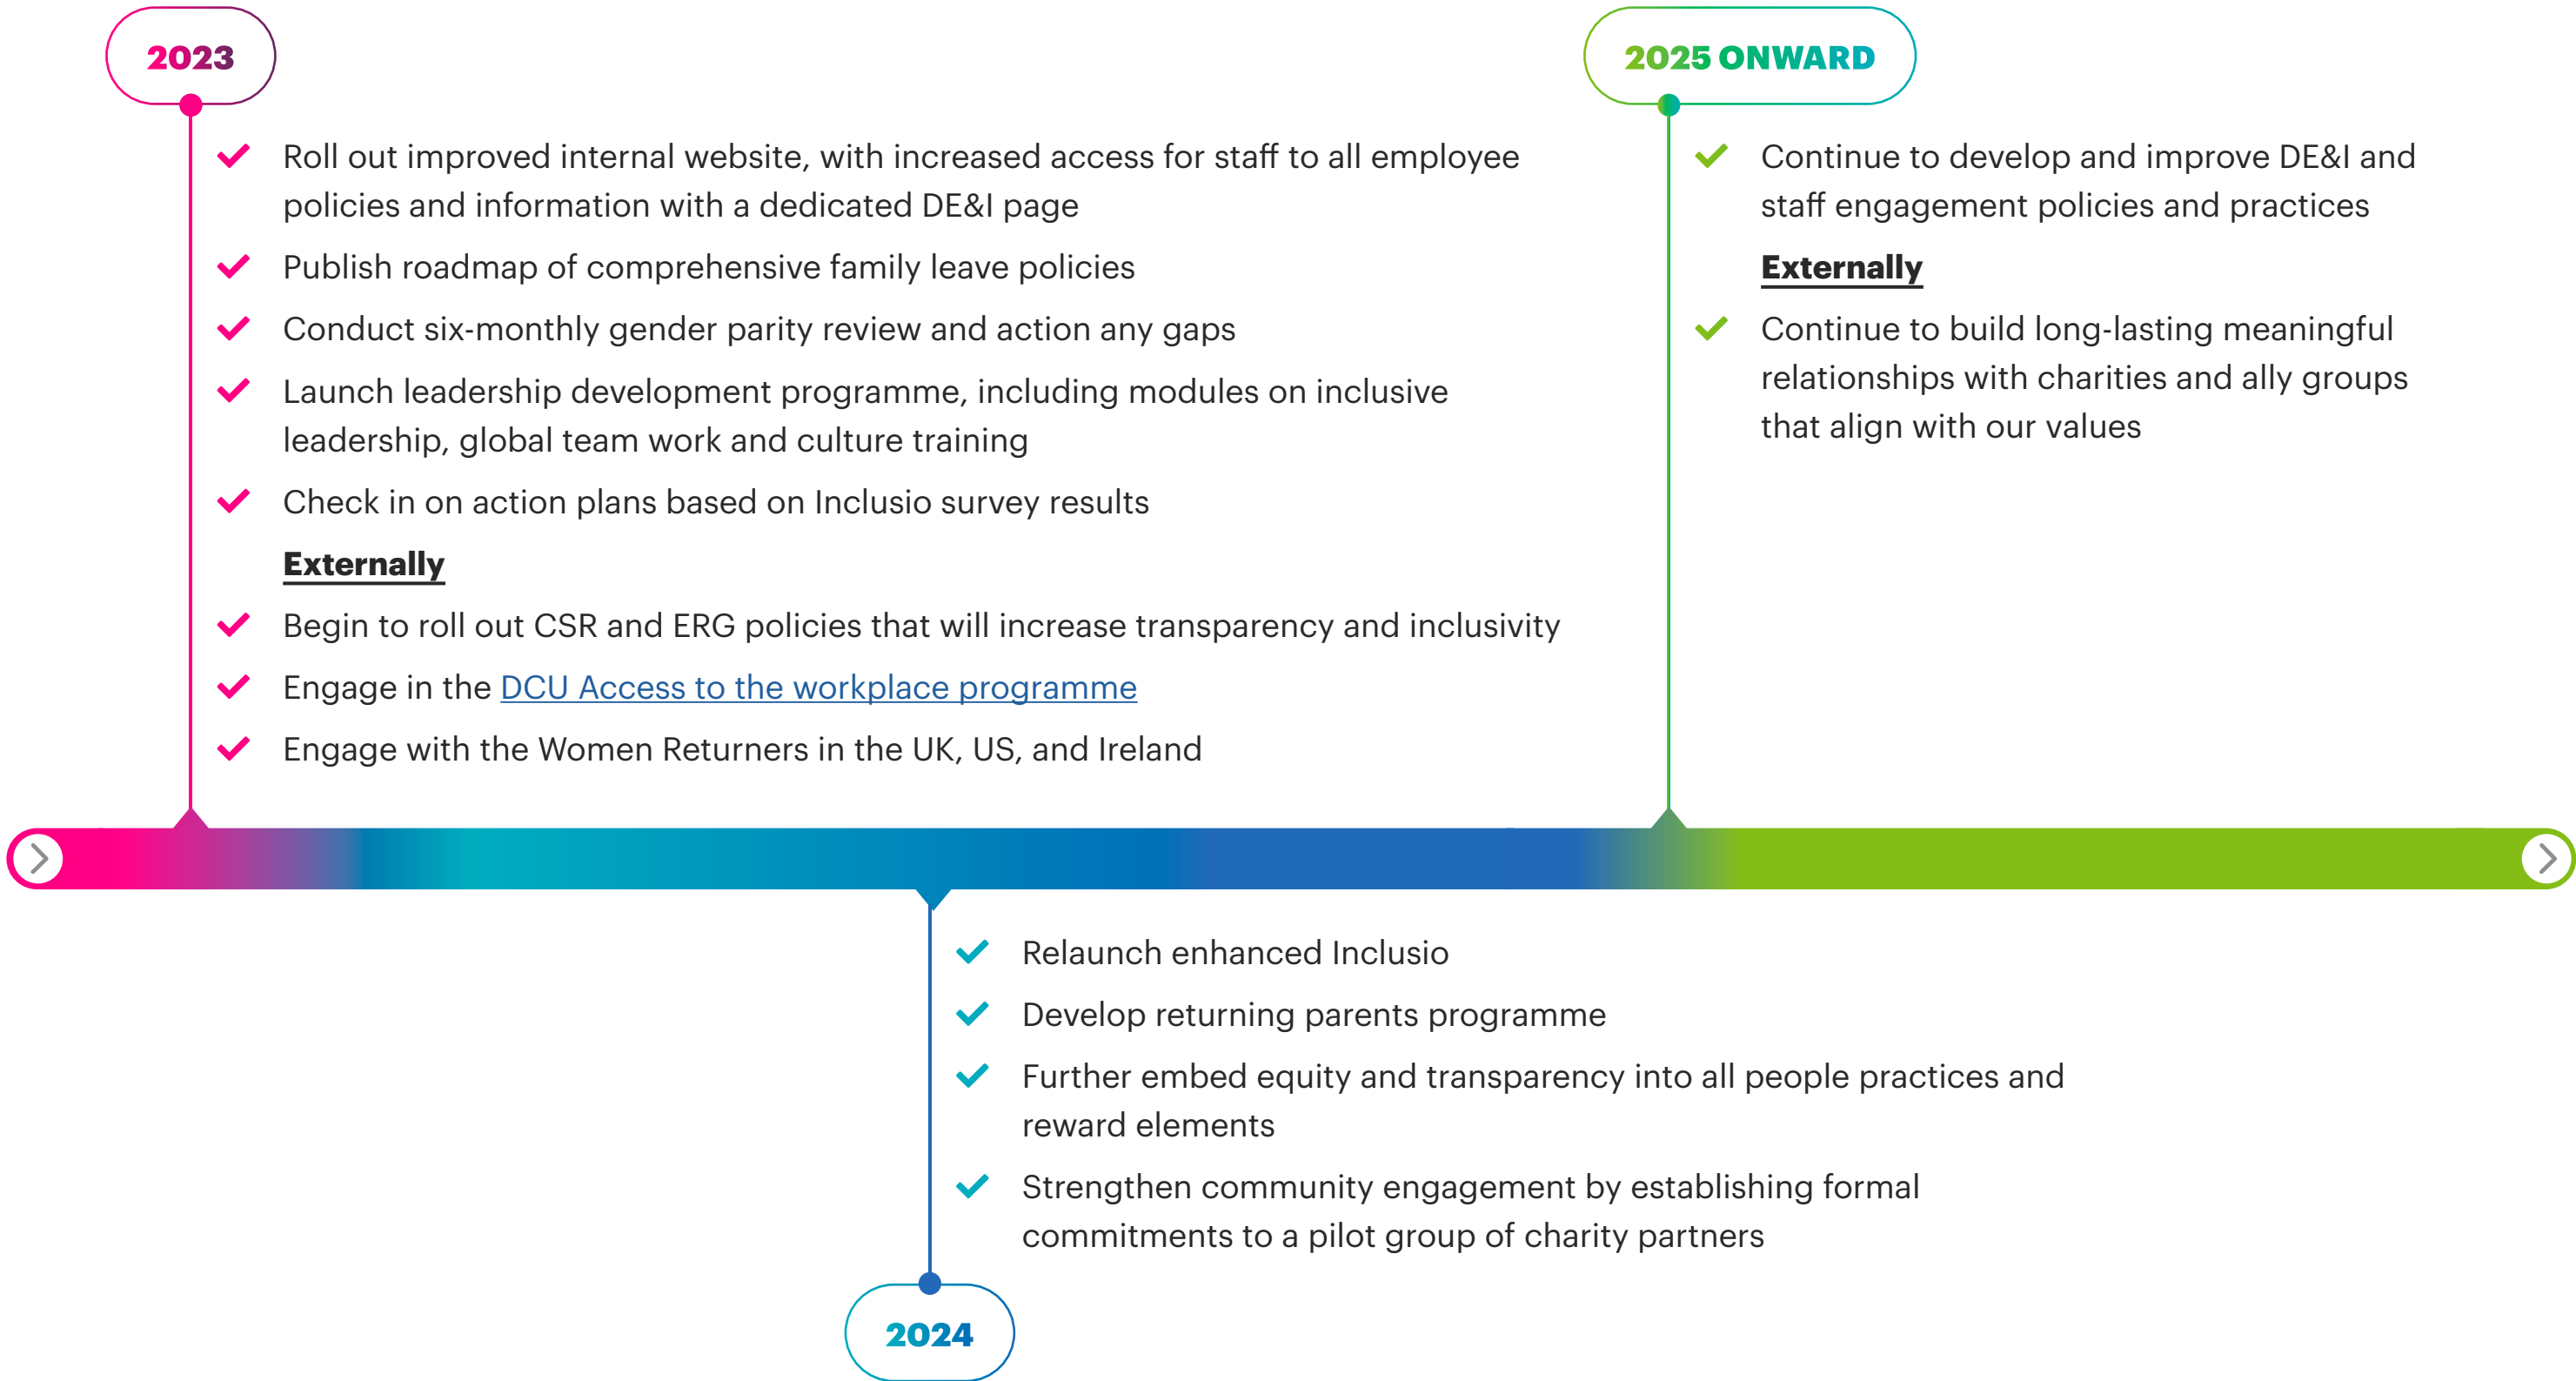 2023
Roll out improved internal website, with increased access for staff to all employee
policies and information with a dedicated DE&I page
Publish roadmap of comprehensive family leave policies
Conduct six-monthly gender parity review and action any gaps
Launch leadership development programme, including modules on inclusive
leadership, global team work and culture training
Check in on action plans based on Inclusio survey results
Externally
Begin to roll out CSR and ERG policies that will increase transparency and inclusivity
Engage in the DCU Access to the workplace programme
Engage with the Women Returners in the UK, US, and Ireland
2025 ONWARD
Continue to develop and improve DE&I and
staff engagement policies and practices
Externally
Continue to build long-lasting meaningful
relationships with charities and ally groups
that align with our values
Relaunch enhanced Inclusio
Develop returning parents programme
Further embed equity and transparency into all people practices and
reward elements
Strengthen community engagement by establishing formal
commitments to a pilot group of charity partners
2024